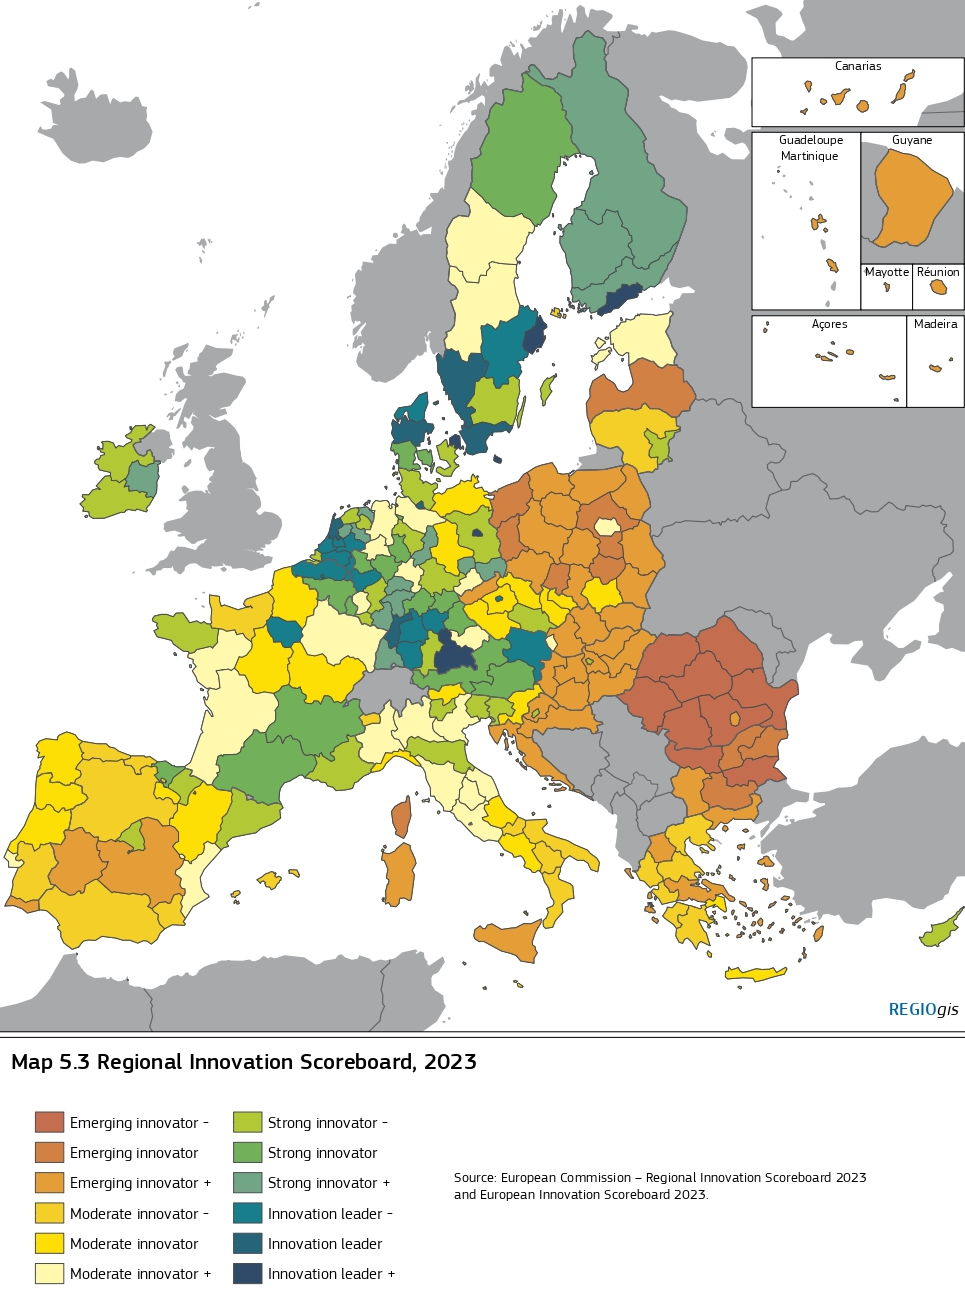 Canarias
Guadeloupe
Martinique
Guyane
Mayotte
Réunion
Açores
Madeira
REGIOgis
Map 5.3 Regional Innovation Scoreboard, 2023
Emerging innovator -
Emerging innovator
Emerging innovator +
Moderate innovator -
Moderate innovator
Moderate innovator +
Strong innovator -
Strong innovator
Strong innovator +
Innovation leader -
Innovation leader
Innovation leader +
Source: European Commission – Regional Innovation Scoreboard 2023
and European Innovation Scoreboard 2023.